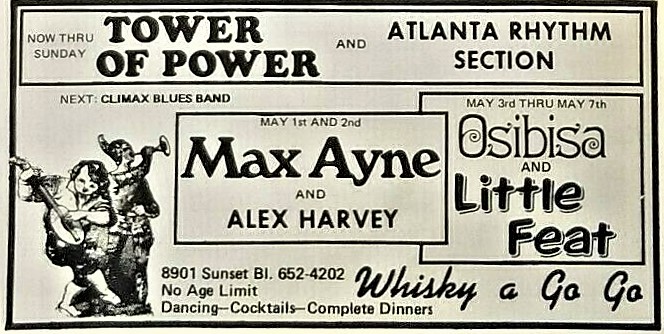 NOW THRU
SUNDAY
TOWER
OF POWER
AND
ATLANTA RHYTHM
SECTION
NEXT: CLIMAX BLUES BAND
MAY 1st AND 2nd
Max Ayne
AND
ALEX HARVEY
MAY 3rd THRU MAY 7th
Osibisa
AND
Little
Feat
8901 Sunset Bl. 652-4202
No Age Limit
Dancing—Cocktails—Complete Dinners
Whisky a Go Go